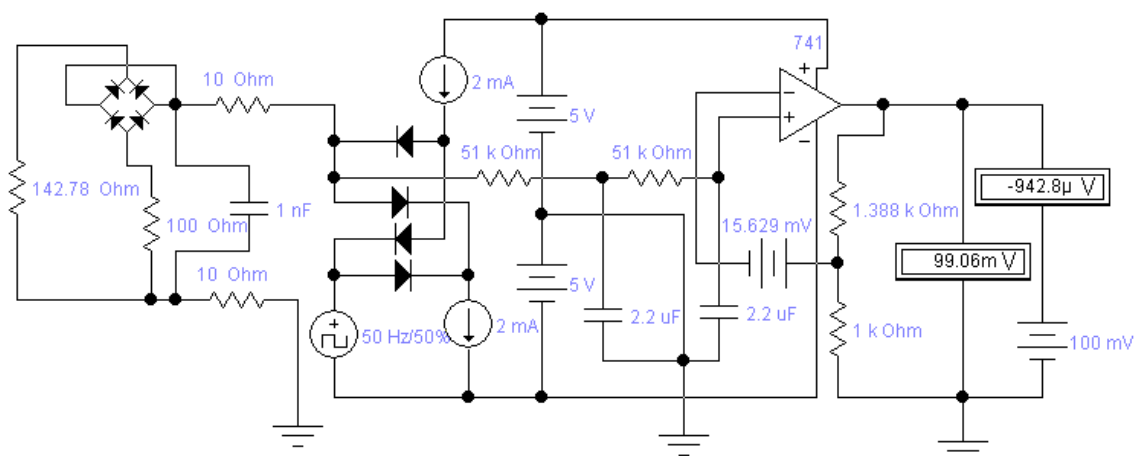 741
10 Ohm
2 mA
5 V
51 k Ohm
51 k Ohm
142.78 Ohm
100 Ohm
1 nF
-942.8µ V
1.388 k Ohm
15.629 mV
99.06m V
10 Ohm
5 V
50 Hz/50%
2 mA
2.2 uF
2.2 uF
1 k Ohm
100 mV